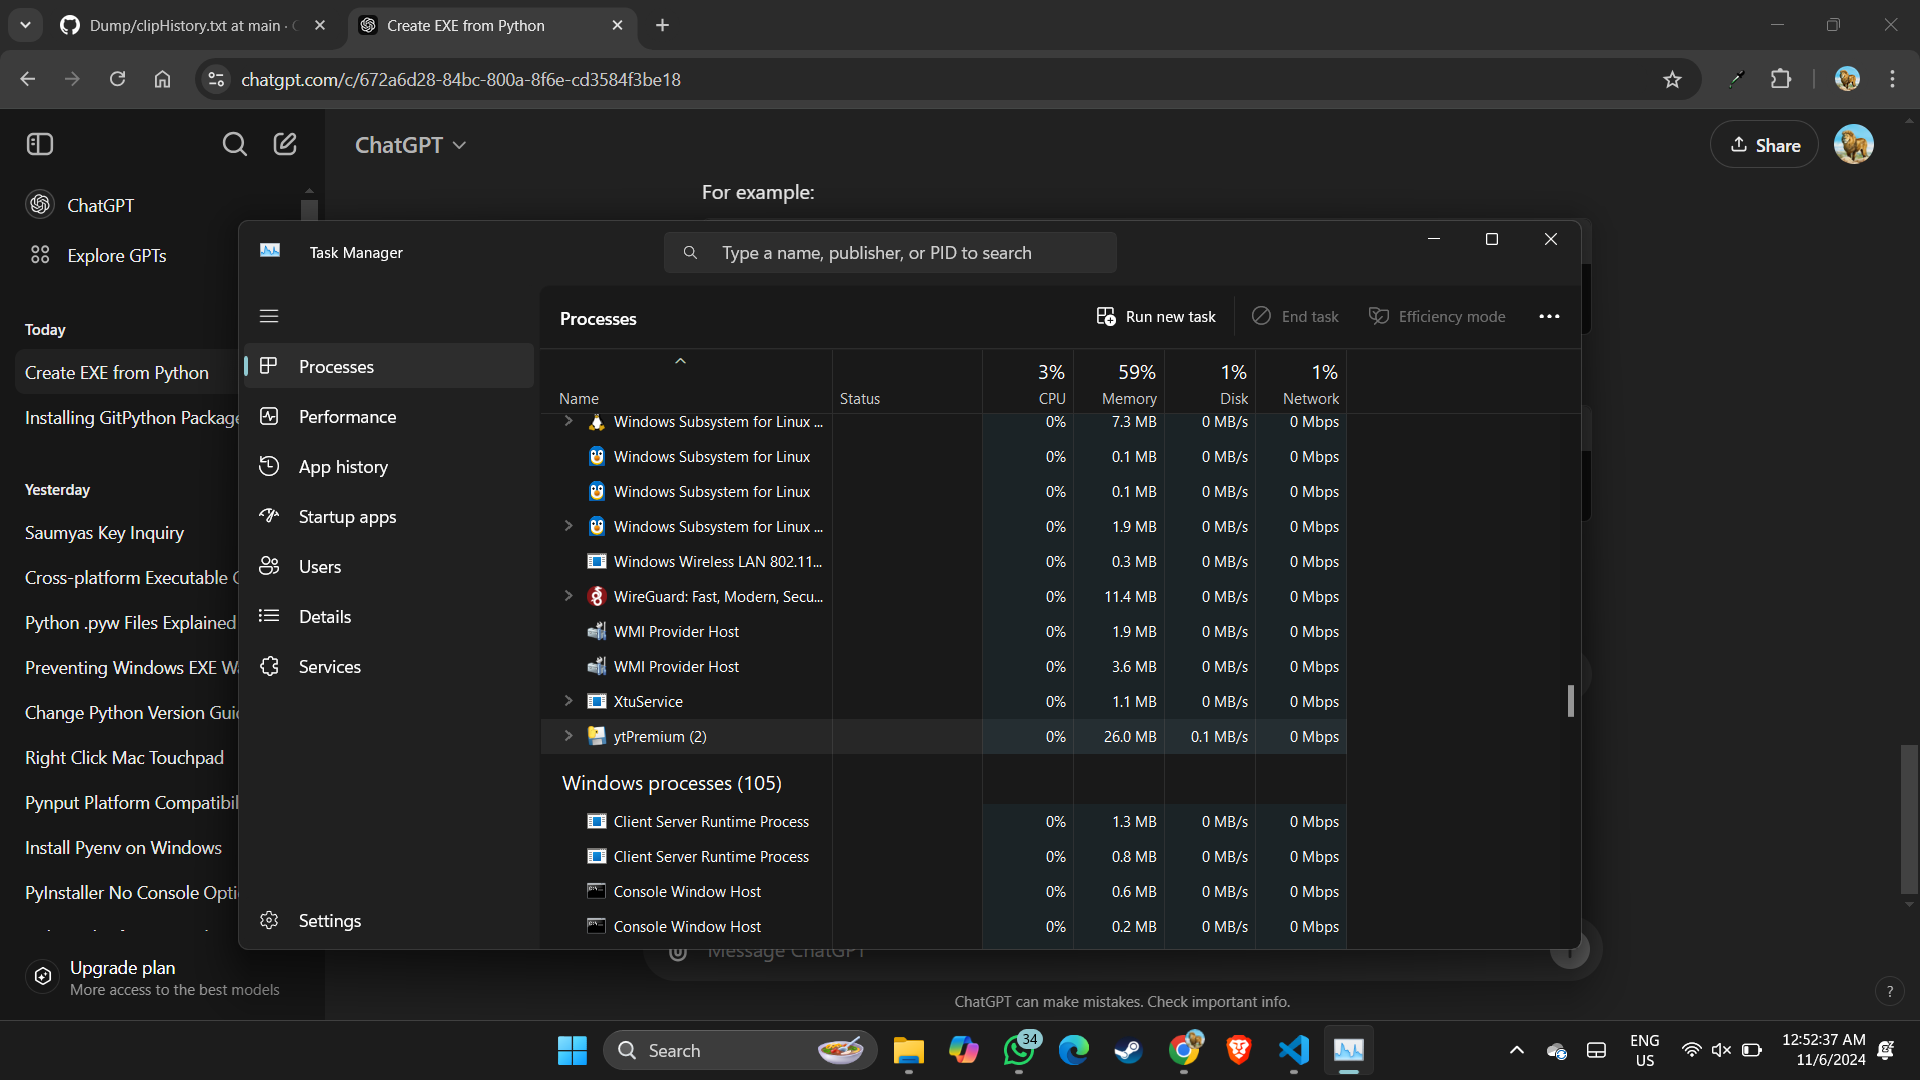 Dump/clipHistory.txt at main ·
Create EXE from Python
chatgpt.com/c/672a6d28-84bc-800a-8f6e-cd3584f3be18
ChatGPT
Share
ChatGPT
Explore GPTs
For example:
Today
Create EXE from Python
Installing GitPython Package
Yesterday
Saumyas Key Inquiry
Cross-platform Executable
Python .pyw Files Explained
Preventing Windows EXE W
Change Python Version Gui
Right Click Mac Touchpad
Pynput Platform Compatibil
Install Pyenv on Windows
PyInstaller No Console Opti
Upgrade plan
More access to the best models
Task Manager
Type a name, publisher, or PID to search
Processes
Performance
App history
Startup apps
Users
Details
Services
Settings
Processes
Run new task
End task
Efficiency mode
3% 59% 1% 1%
Name Status CPU Memory Disk Network
Windows Subsystem for Linux ... 0% 7.3 MB 0 MB/s 0 Mbps
Windows Subsystem for Linux 0% 0.1 MB 0 MB/s 0 Mbps
Windows Subsystem for Linux 0% 0.1 MB 0 MB/s 0 Mbps
Windows Subsystem for Linux ... 0% 1.9 MB 0 MB/s 0 Mbps
Windows Wireless LAN 802.11... 0% 0.3 MB 0 MB/s 0 Mbps
WireGuard: Fast, Modern, Secu... 0% 11.4 MB 0 MB/s 0 Mbps
WMI Provider Host 0% 1.9 MB 0 MB/s 0 Mbps
WMI Provider Host 0% 3.6 MB 0 MB/s 0 Mbps
XtuService 0% 1.1 MB 0 MB/s 0 Mbps
ytPremium (2) 0% 26.0 MB 0.1 MB/s 0 Mbps
Windows processes (105)
Client Server Runtime Process 0% 1.3 MB 0 MB/s 0 Mbps
Client Server Runtime Process 0% 0.8 MB 0 MB/s 0 Mbps
Console Window Host 0% 0.6 MB 0 MB/s 0 Mbps
Console Window Host 0% 0.2 MB 0 MB/s 0 Mbps
Message ChatGPT
ChatGPT can make mistakes. Check important info.
?
Search
34
ENG
US
12:52:37 AM
11/6/2024